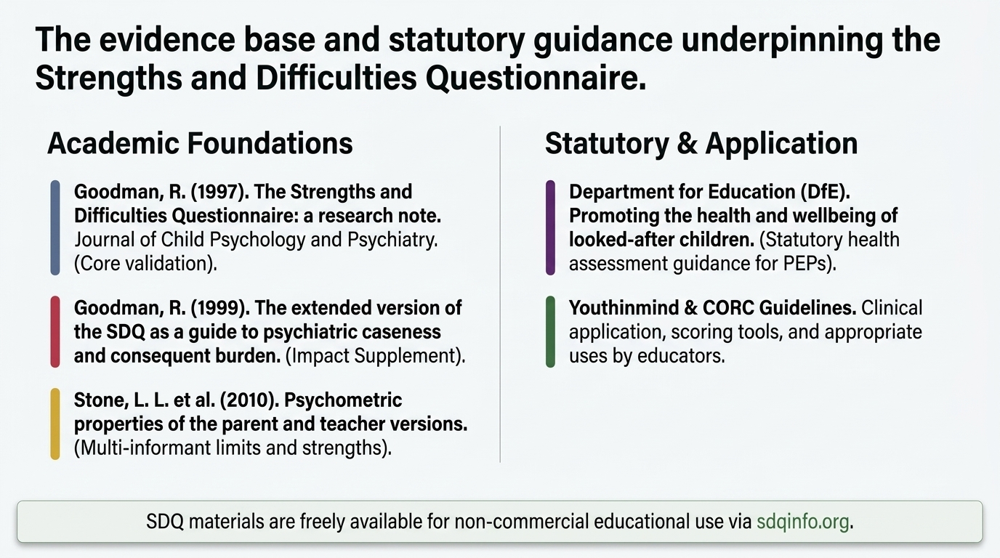 The evidence base and statutory guidance underpinning the
Strengths and Difficulties Questionnaire.
Academic Foundations
Goodman, R. (1997). The Strengths and
Difficulties Questionnaire: a research note.
Journal of Child Psychology and Psychiatry.
(Core validation).
Goodman, R. (1999). The extended version of
the SDQ as a guide to psychiatric caseness
and consequent burden. (Impact Supplement).
Stone, L. L. et al. (2010). Psychometric
properties of the parent and teacher versions.
(Multi-informant limits and strengths).
Statutory & Application
Department for Education (DfE).
Promoting the health and wellbeing of
looked-after children. (Statutory health
assessment guidance for PEPs).
Youthinmind & CORC Guidelines. Clinical
application, scoring tools, and appropriate
uses by educators.
SDQ materials are freely available for non-commercial educational use via sdqinfo.org.